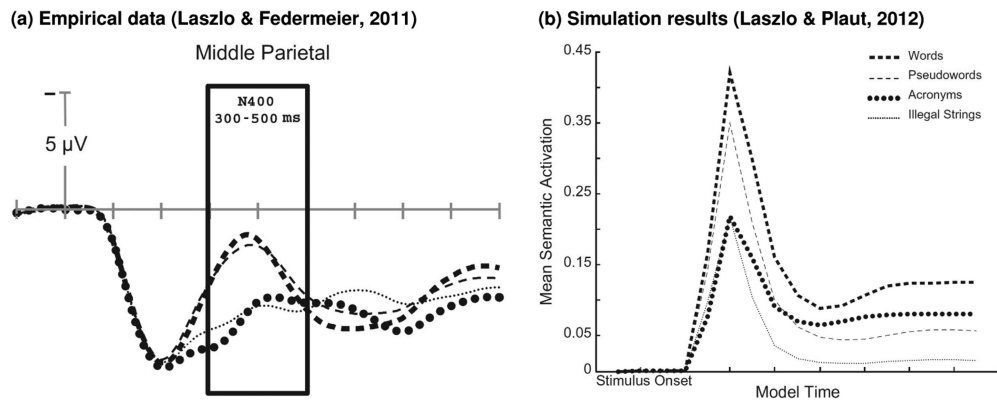 (a) Empirical data (Laszlo & Federmeier, 2011)
Middle Parietal
N400
300-500 ms
5 µV
(b) Simulation results (Laszlo & Plaut, 2012)
0.45
0.35
0.25
0.15
0.05
0
Mean Semantic Activation
Words
Pseudowords
Acronyms
Illegal Strings
Stimulus Onset
Model Time